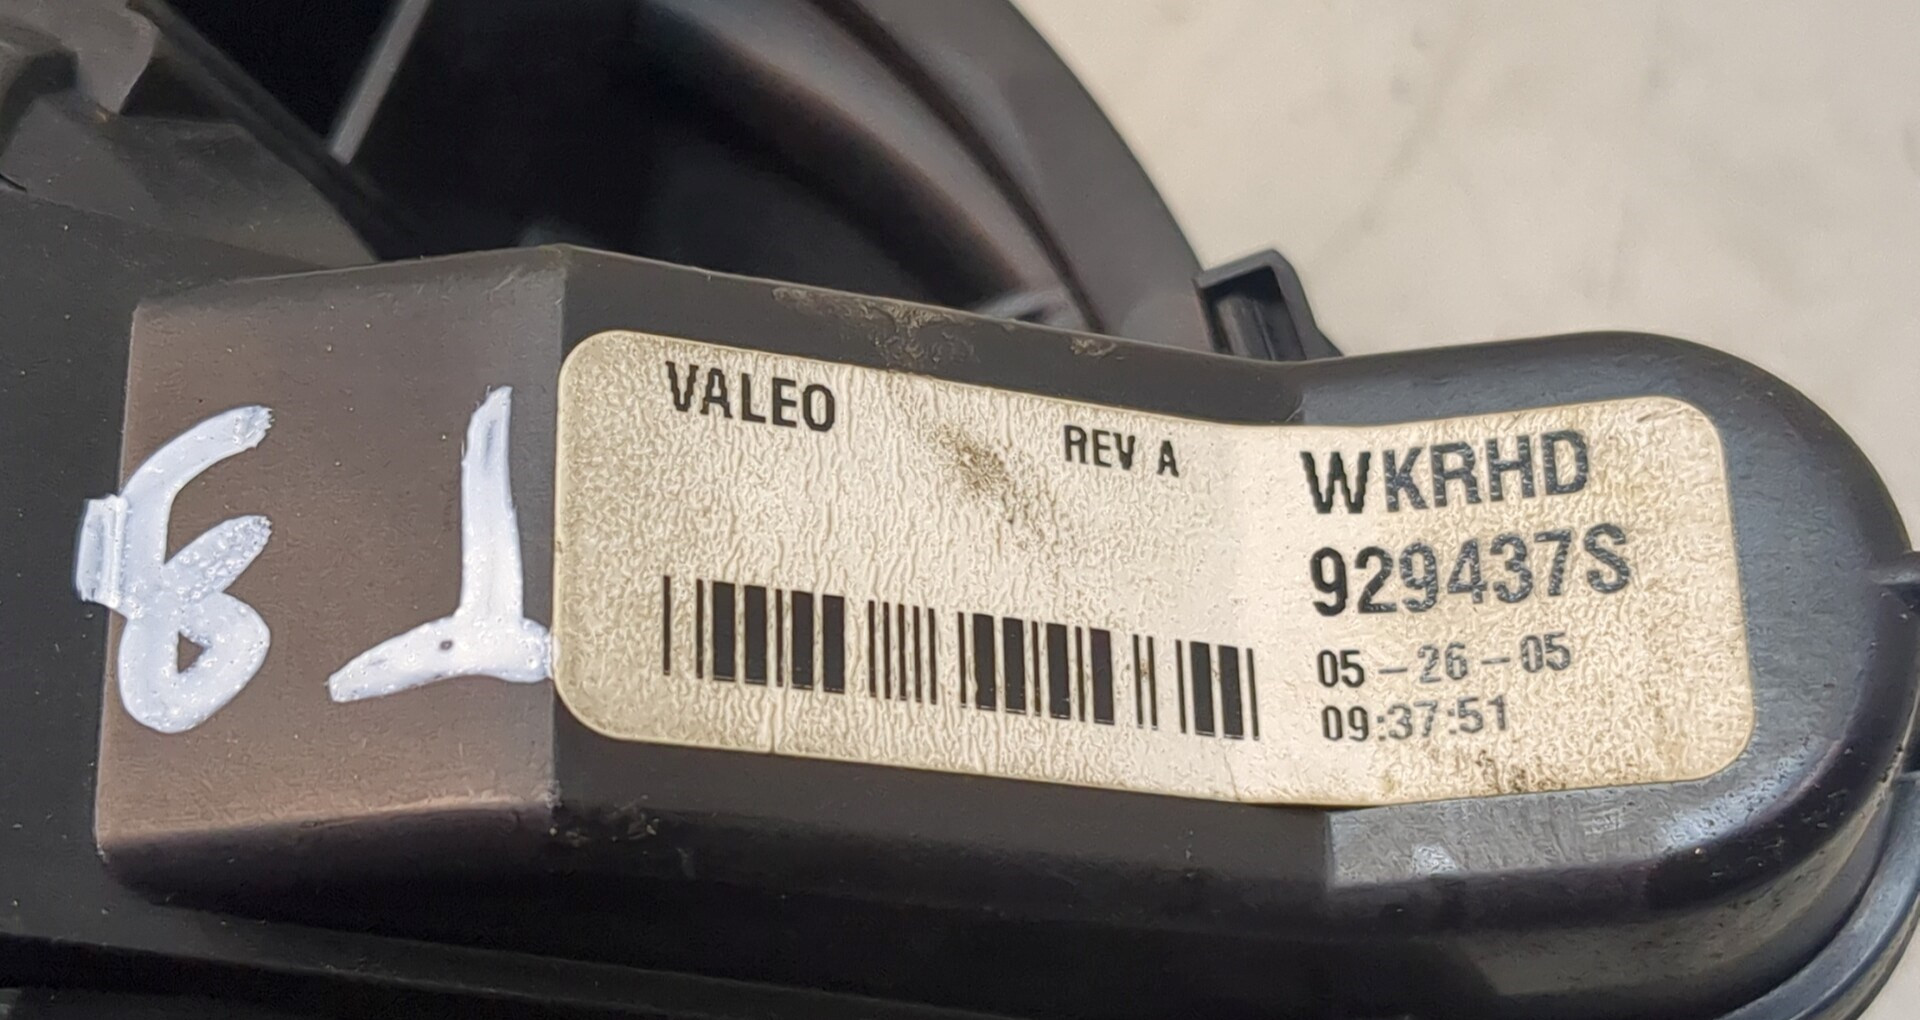 VALEO
REV A
WKRHD
929437S
05-26-05
09:37:51